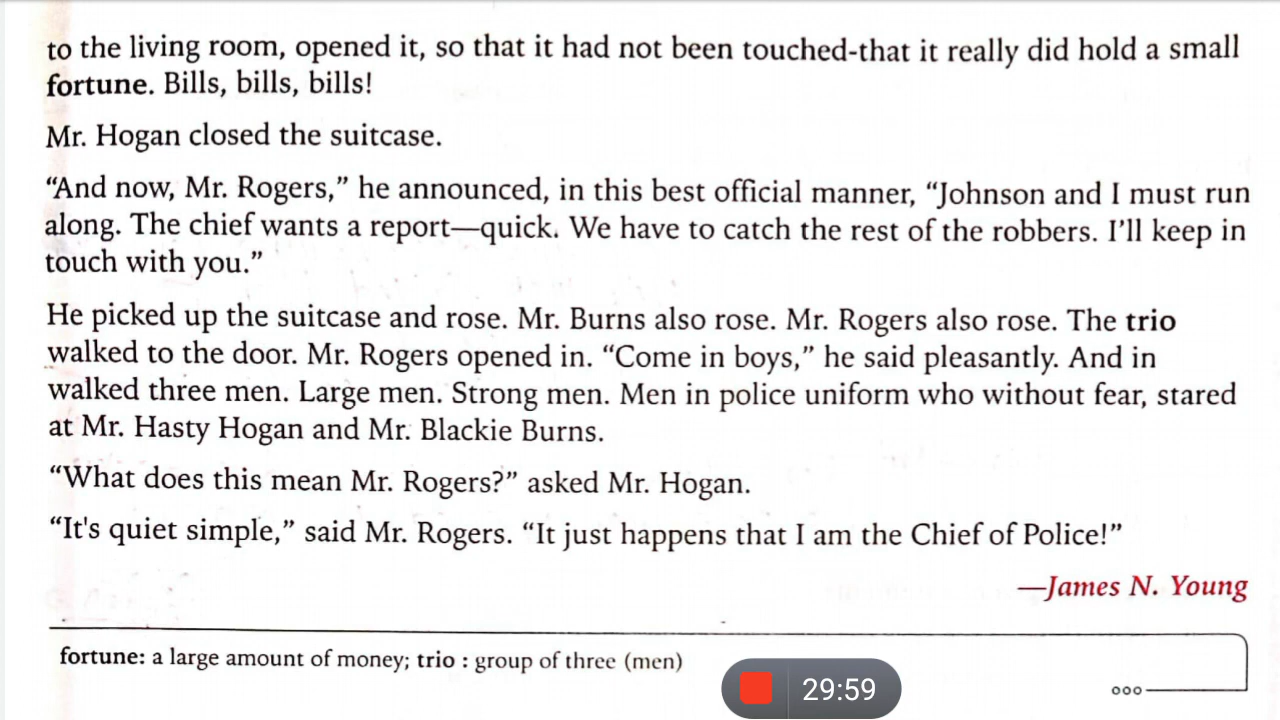 to the living room, opened it, so that it had not been touched-that it really did hold a small
fortune. Bills, bills, bills!
Mr. Hogan closed the suitcase.
“And now, Mr. Rogers,” he announced, in this best official manner, “Johnson and I must run
along. The chief wants a report—quick. We have to catch the rest of the robbers. I’ll keep in
touch with you.”
He picked up the suitcase and rose. Mr. Burns also rose. Mr. Rogers also rose. The trio
walked to the door. Mr. Rogers opened in. “Come in boys,” he said pleasantly. And in
walked three men. Large men. Strong men. Men in police uniform who without fear, stared
at Mr. Hasty Hogan and Mr. Blackie Burns.
“What does this mean Mr. Rogers?” asked Mr. Hogan.
“It's quiet simple,” said Mr. Rogers. “It just happens that I am the Chief of Police!”
—James N. Young
fortune: a large amount of money; trio : group of three (men)
29:59
ooo